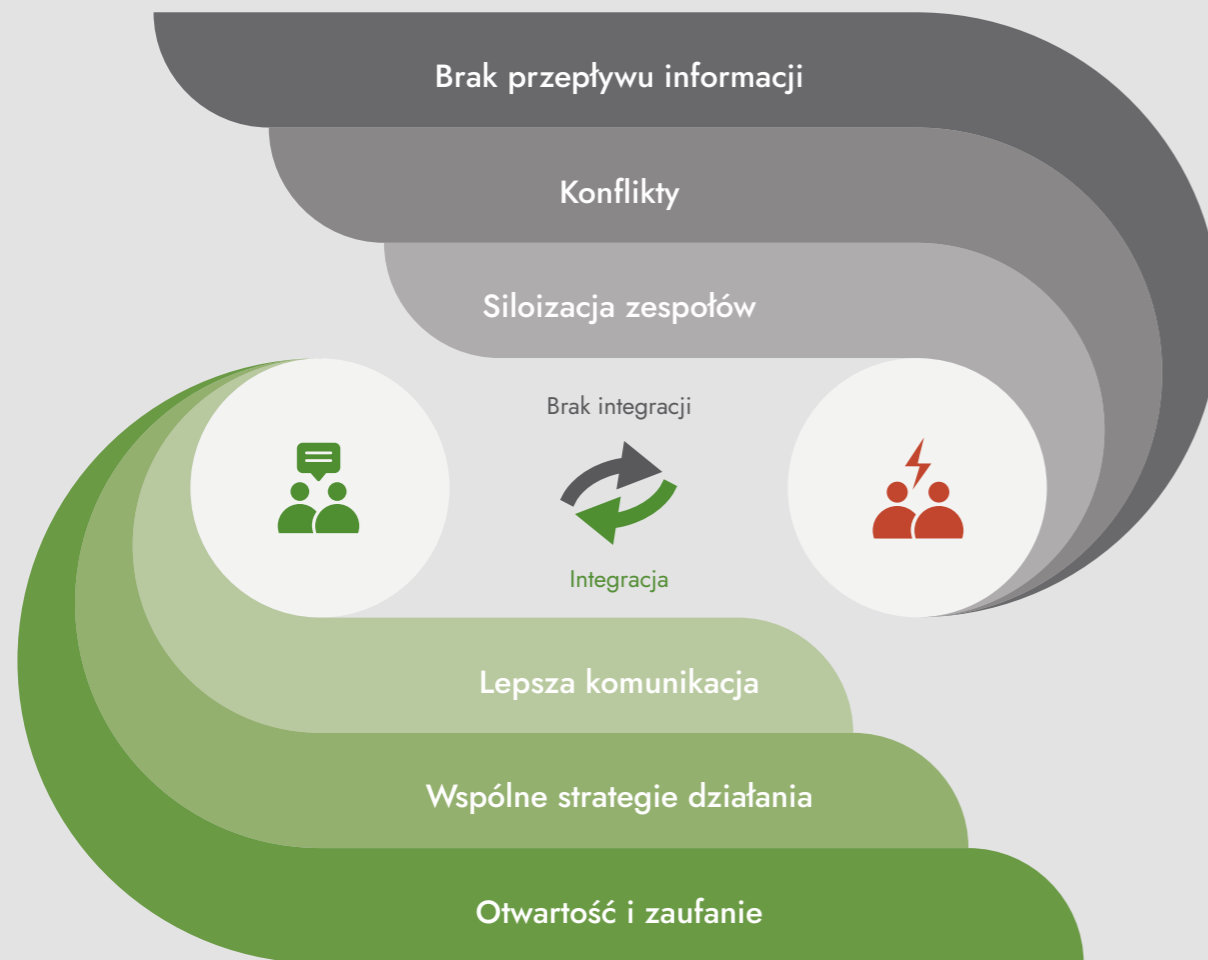 Brak przepływu informacji
Konflikty
Siloizacja zespołów
Brak integracji
Integracja
Lepsza komunikacja
Wspólne strategie działania
Otwartość i zaufanie